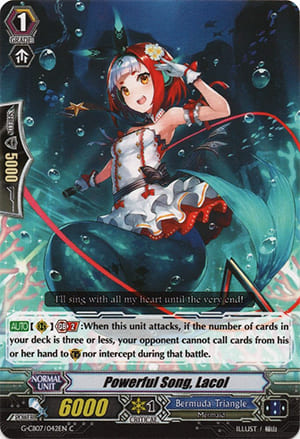 1
GRADE
SHIELD
5000
I'll sing with all my heart until the very end!
AUTO 2 :When this unit attacks, if the number of cards in
your deck is three or less, your opponent cannot call cards from his
or her hand to nor intercept during that battle.
NORMAL
UNIT
Powerful Song, Lacol
POWER
6000
1
CRITICAL
Bermuda Triangle
Mermaid
G-CB07/042EN C
ILLUST /